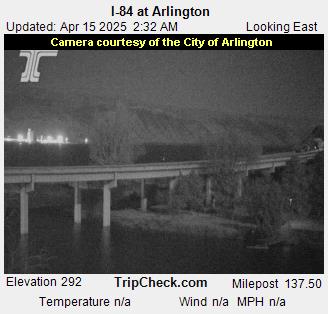 I-84 at Arlington
Updated: Apr 15 2025 2:32 AM Looking East
Camera courtesy of the City of Arlington
Elevation 292 TripCheck.com Milepost 137.50
Temperature n/a Wind n/a MPH n/a